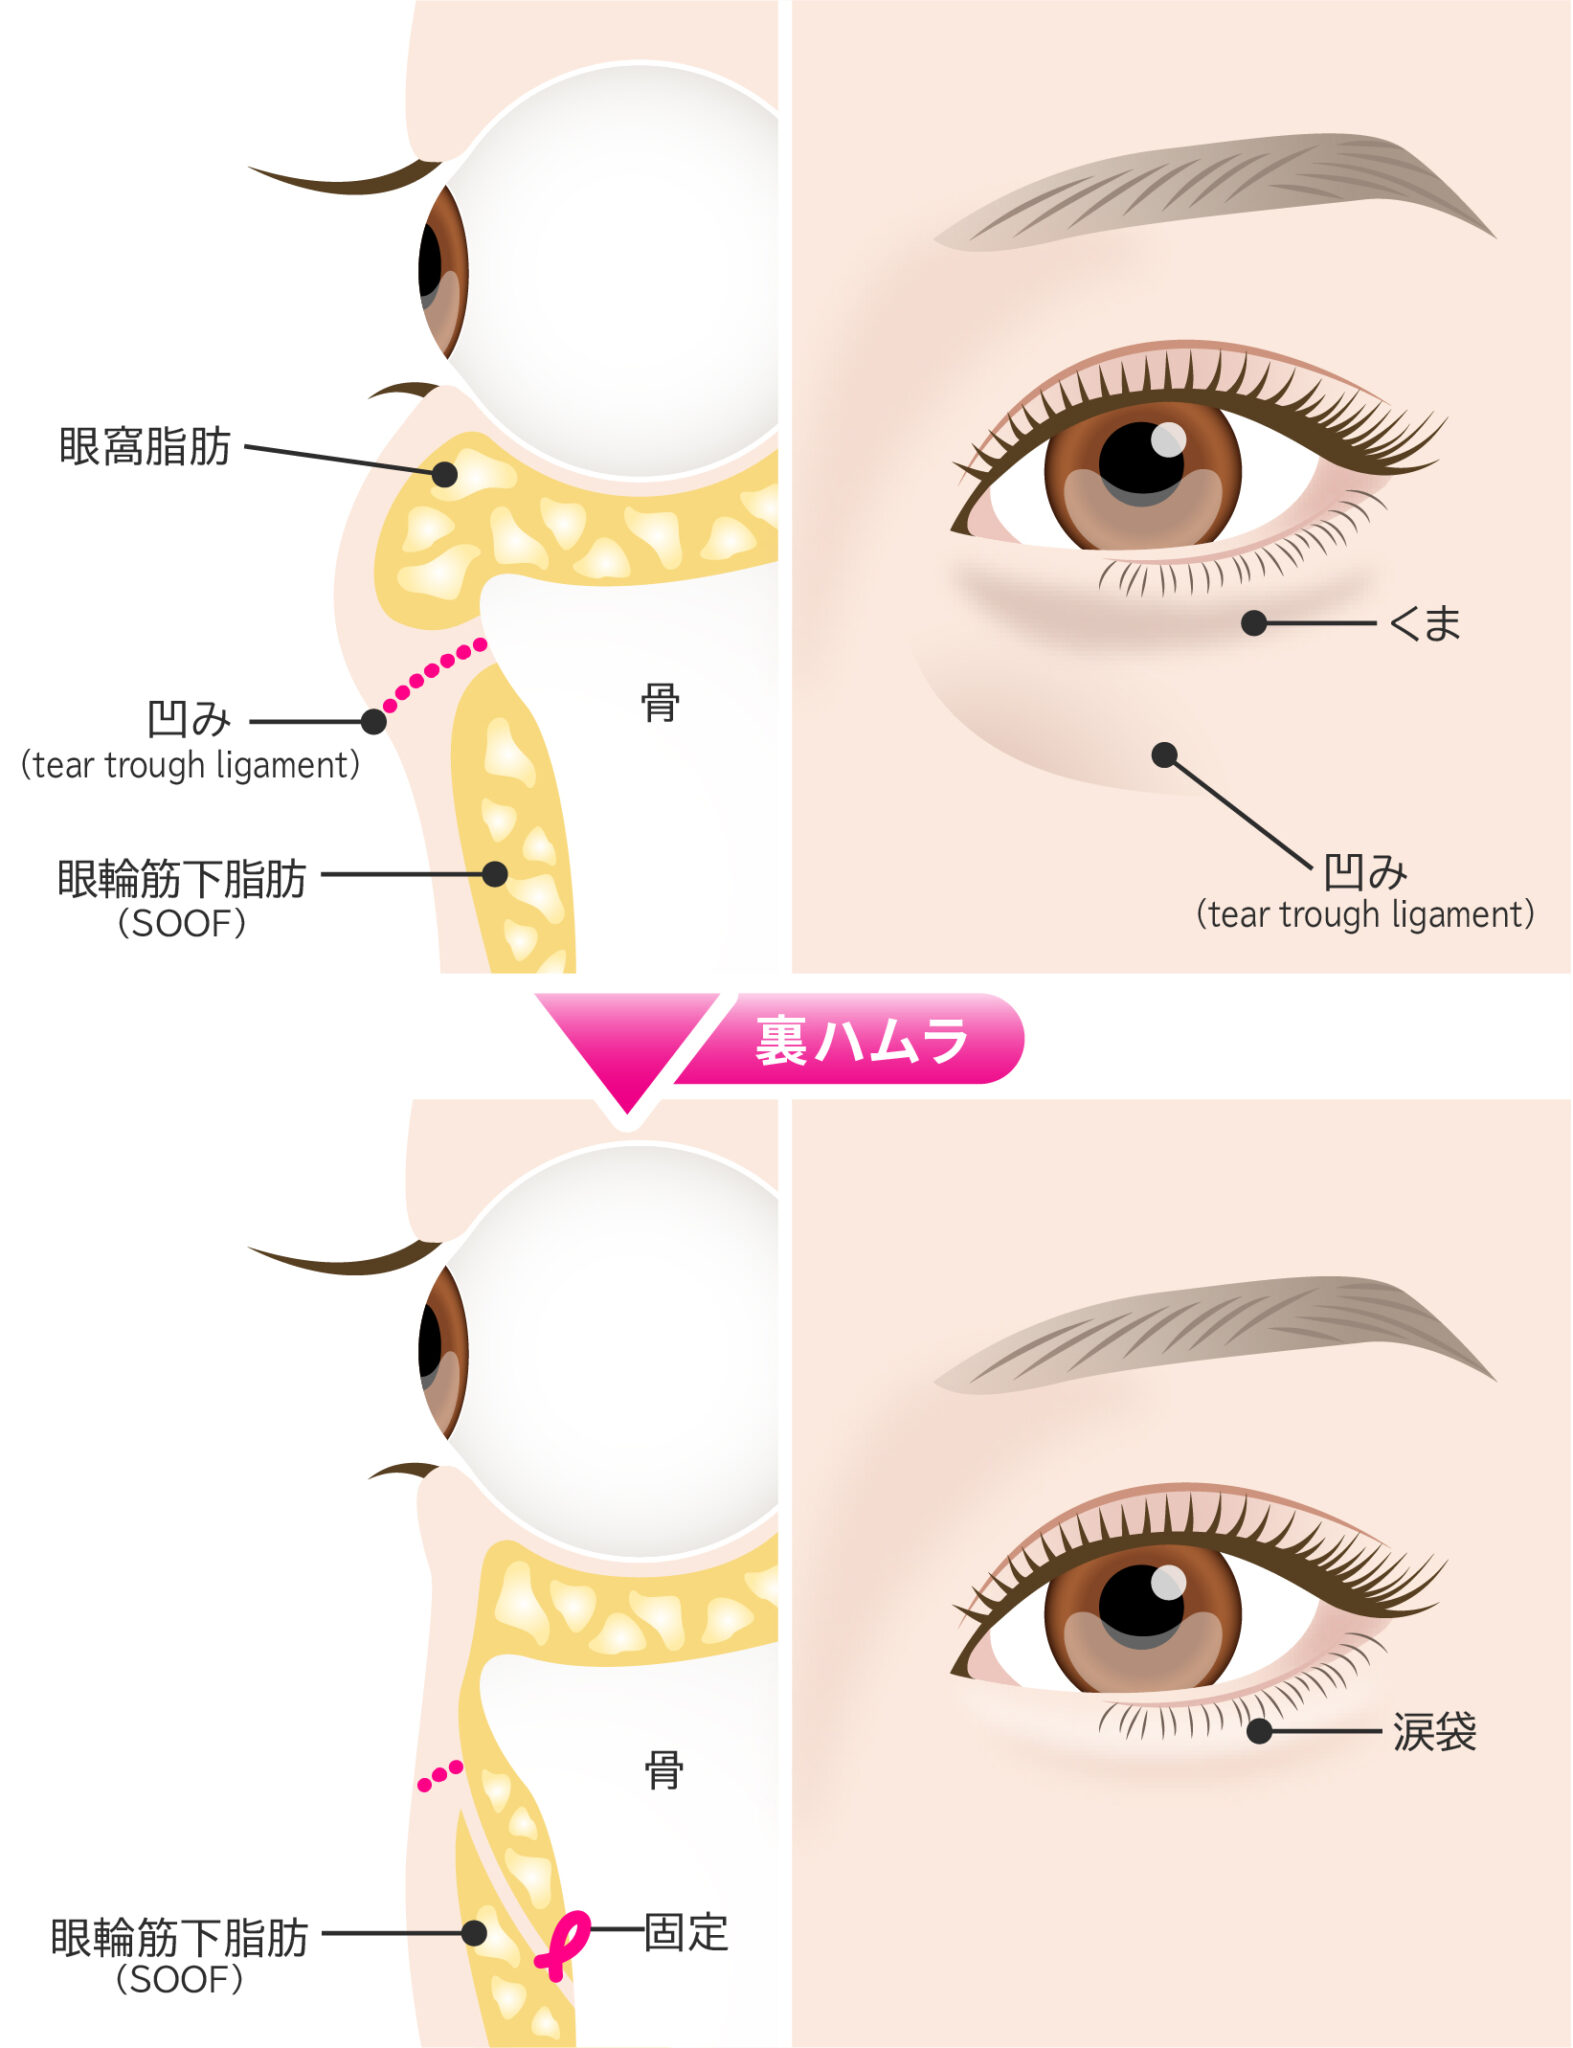 眼窩脂肪
凹み
(tear trough ligament)
眼輪筋下脂肪
(SOOF)
骨
くま
凹み
(tear trough ligament)
裏ハムラ
骨
眼輪筋下脂肪
(SOOF)
固定
涙袋